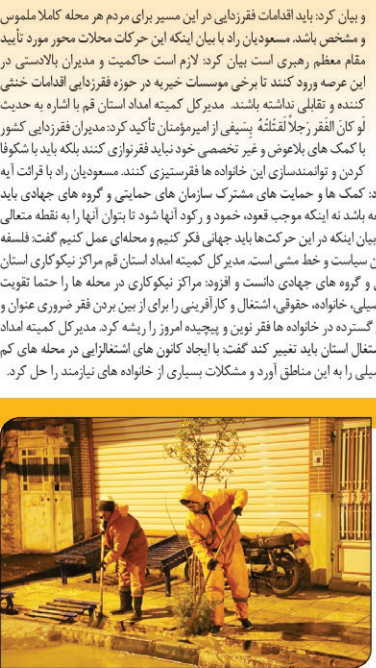 و بیان کرد: باید اقدامات فقرزدایی در این مسیر برای مردم هر محله کاملا ملموس
و مشخص باشد. مسعودیان راد با بیان اینکه این حرکات محلات محور مورد تأیید
مقام معظم رهبری است بیان کرد: لازم است حاکمیت و مدیران بالادستی در
این عرصه ورود کنند تا برخی موسسات خیریه در حوزه فقرزدایی اقدامات خنثی
کننده و تقابلی نداشته باشند. مدیرکل کمیته امداد استان قم با اشاره به حدیث
لَو کانَ الفَقر رَجلاً لَقتَلتُهُ بِسَیفی از امیرمؤمنان تأکید کرد: مدیران فقرزدایی کشور
با کمک های بلاعوض و غیر تخصصی خود نباید فقرنوازی کنند بلکه باید با شکوفا
کردن و توانمندسازی این خانواده ها فقرستیزی کنند. مسعودیان راد با قرائت آیه
د: کمک ها و حمایت های مشترک سازمان های حمایتی و گروه های جهادی باید
ه باشد نه اینکه موجب قعود، خمود و رکود آنها شود تا بتوان آنها را به نقطه متعالی
بیان اینکه در این حرکت‌ها باید جهانی فکر کنیم و محله‌ای عمل کنیم گفت: فلسفه
ن سیاست و خط مشی است. مدیرکل کمیته امداد استان قم مراکز نیکوکاری استان
و گروه های جهادی دانست و افزود: مراکز نیکوکاری در محله ها را حتما تقویت
صیلی، خانواده، حقوقی، اشتغال و کارآفرینی را برای از بین بردن فقر ضروری عنوان و
گسترده در خانواده ها فقر نوین و پیچیده امروز را ریشه کرد. مدیرکل کمیته امداد
شتغال استان باید تغییر کند گفت: با ایجاد کانون های اشتغالزایی در محله های کم
سیلی را به این مناطق آورد و مشکلات بسیاری از خانواده های نیازمند را حل کرد.